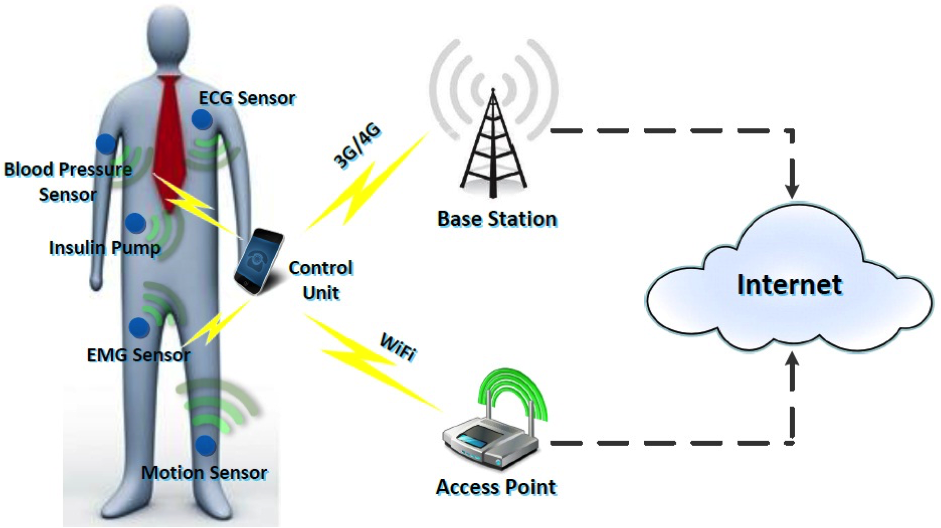 ECG Sensor
Blood Pressure
Sensor
Insulin Pump
EMG Sensor
Motion Sensor
Control
Unit
3G/4G
WiFi
Base Station
Access Point
Internet